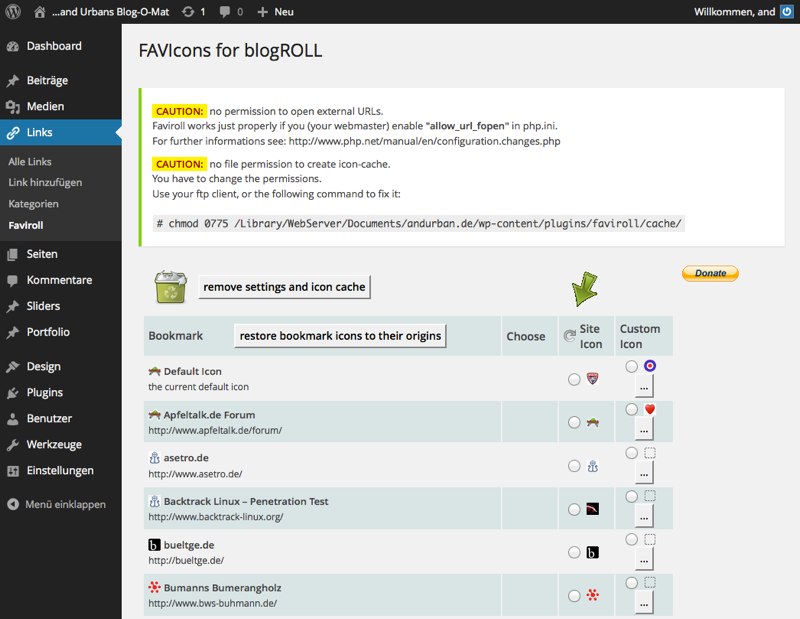 ...and Urbans Blog-O-Mat 1 0 Neu Willkommen, and
Dashboard
Beiträge
Medien
Links
Alle Links
Link hinzufügen
Kategorien
Faviroll
Seiten
Kommentare
Sliders
Portfolio
Design
Plugins
Benutzer
Werkzeuge
Einstellungen
Menü einklappen
FAVIcons for blogROLL
CAUTION: no permission to open external URLs.
Faviroll works just properly if you (your webmaster) enable "allow_url_fopen" in php.ini.
For further informations see: http://www.php.net/manual/en/configuration.changes.php
CAUTION: no file permission to create icon-cache.
You have to change the permissions.
Use your ftp client, or the following command to fix it:
# chmod 0775 /Library/WebServer/Documents/andurban.de/wp-content/plugins/faviroll/cache/
remove settings and icon cache
Donate
Bookmark restore bookmark icons to their origins Choose Site Icon Custom Icon
Default Icon
the current default icon
...
Apfeltalk.de Forum
http://www.apfeltalk.de/forum/
...
asetro.de
http://www.asetro.de/
...
Backtrack Linux – Penetration Test
http://www.backtrack-linux.org/
...
b bueltge.de b
http://bueltge.de/
...
Bumanns Bumerangholz
http://www.bws-buhmann.de/
...